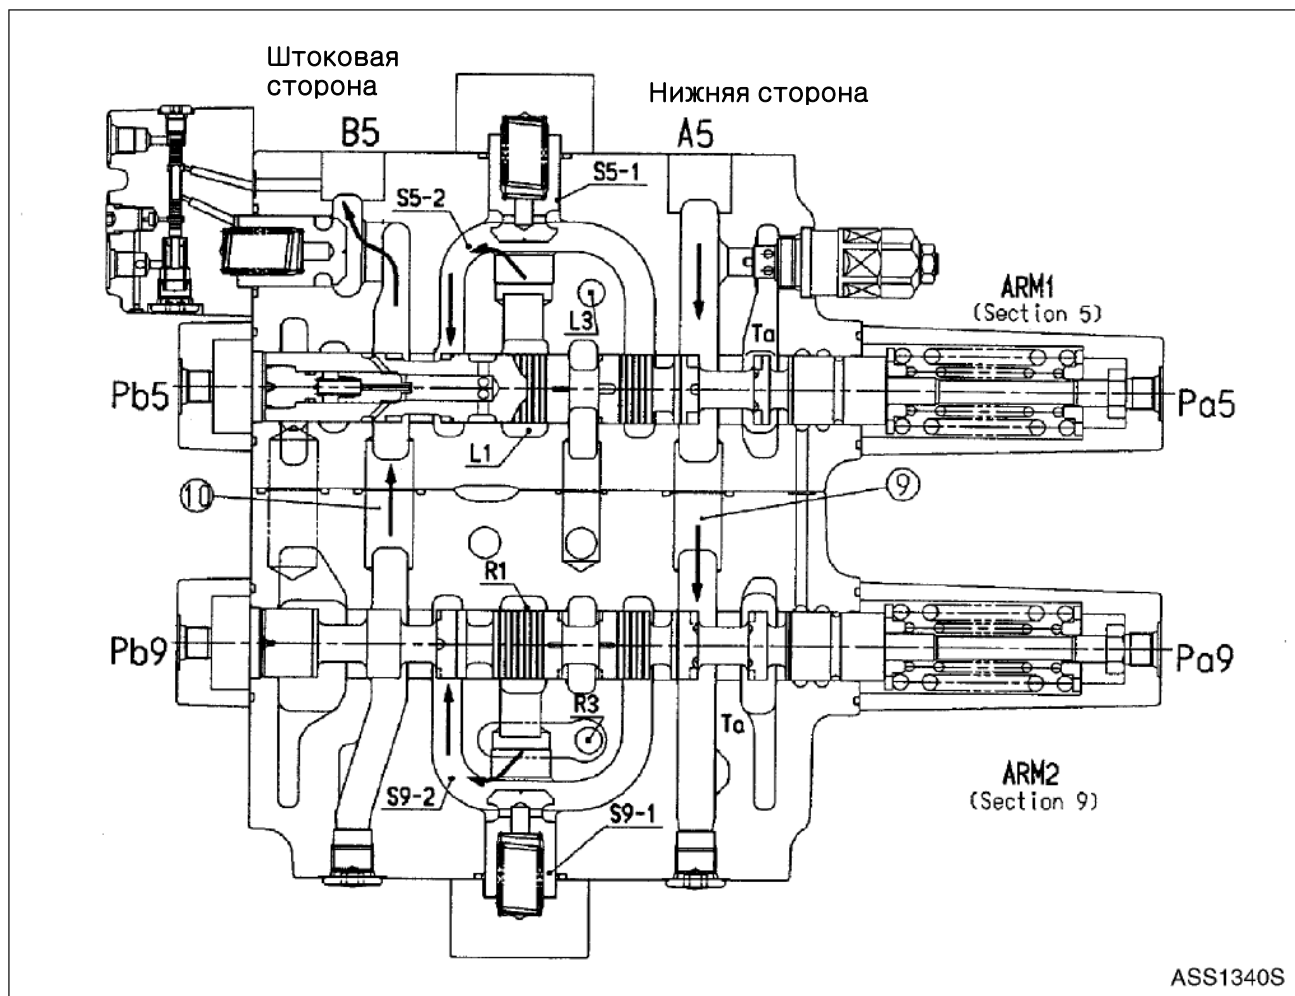 Штоковая
сторона
Нижняя сторона
B5
A5
S5-1
S5-2
ARM1
(Section 5)
L3
Ta
Pb5
Pa5
L1
10
9
R1
Pb9
Pa9
R3
Ta
ARM2
(Section 9)
S9-2
S9-1
ASS1340S